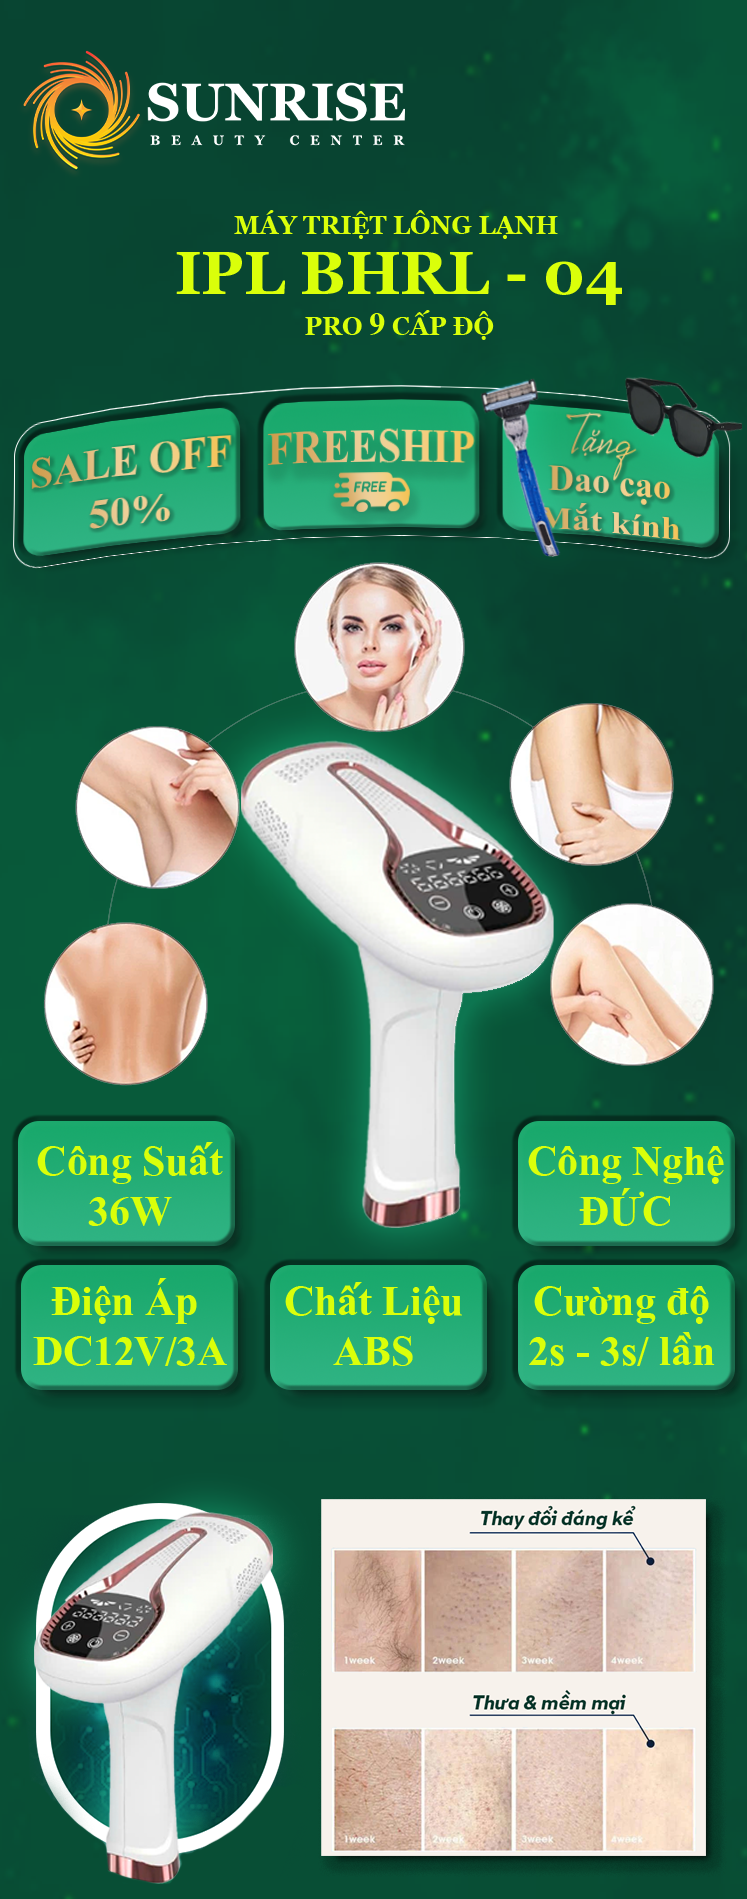 SUNRISE
BEAUTY CENTER
MÁY TRIỆT LÔNG LẠNH
IPL BHRL - 04
PRO 9 CẤP ĐỘ
SALE OFF
50%
FREESHIP
FREE
Tặng
Dao cạo
Mắt kính
666666
Công Suất
36W
Công Nghệ
ĐỨC
Điện Áp
DC12V/3A
Chất Liệu
ABS
Cường độ
2s - 3s/ lần
Thay đổi đáng kể
1week
2week
3week
4week
Thưa & mềm mại
1week
2week
3week
4week